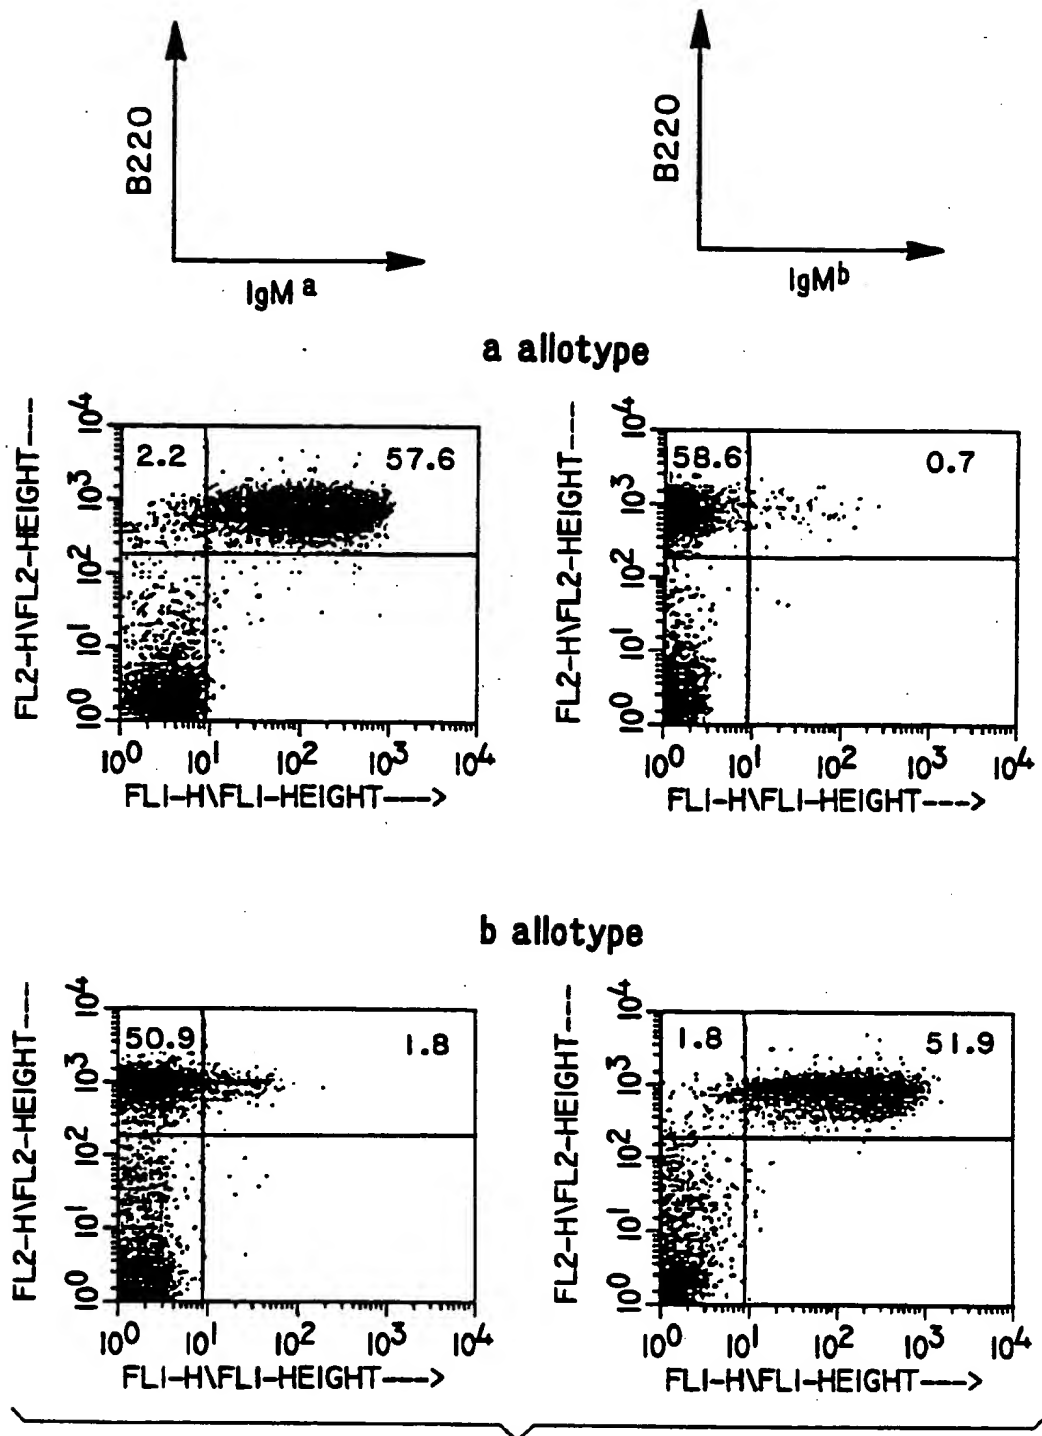 B220
IgM a
B220
IgM b
a allotype
FL2-H\FL2-HEIGHT----
10⁴
10³
10²
10¹
10⁰
2.2
57.6
10⁰ 10¹ 10² 10³ 10⁴
FL1-H\FL1-HEIGHT---->
FL2-H\FL2-HEIGHT---
10⁴
10³
10²
10¹
10⁰
58.6
0.7
10⁰ 10¹ 10² 10³ 10⁴
FL1-H\FL1-HEIGHT---->
b allotype
FL2-H\FL2-HEIGHT---
10⁴
10³
10²
10¹
10⁰
50.9
1.8
10⁰ 10¹ 10² 10³ 10⁴
FL1-H\FL1-HEIGHT---->
FL2-H\FL2-HEIGHT---
10⁴
10³
10²
10¹
10⁰
1.8
51.9
10⁰ 10¹ 10² 10³ 10⁴
FL1-H\FL1-HEIGHT---->